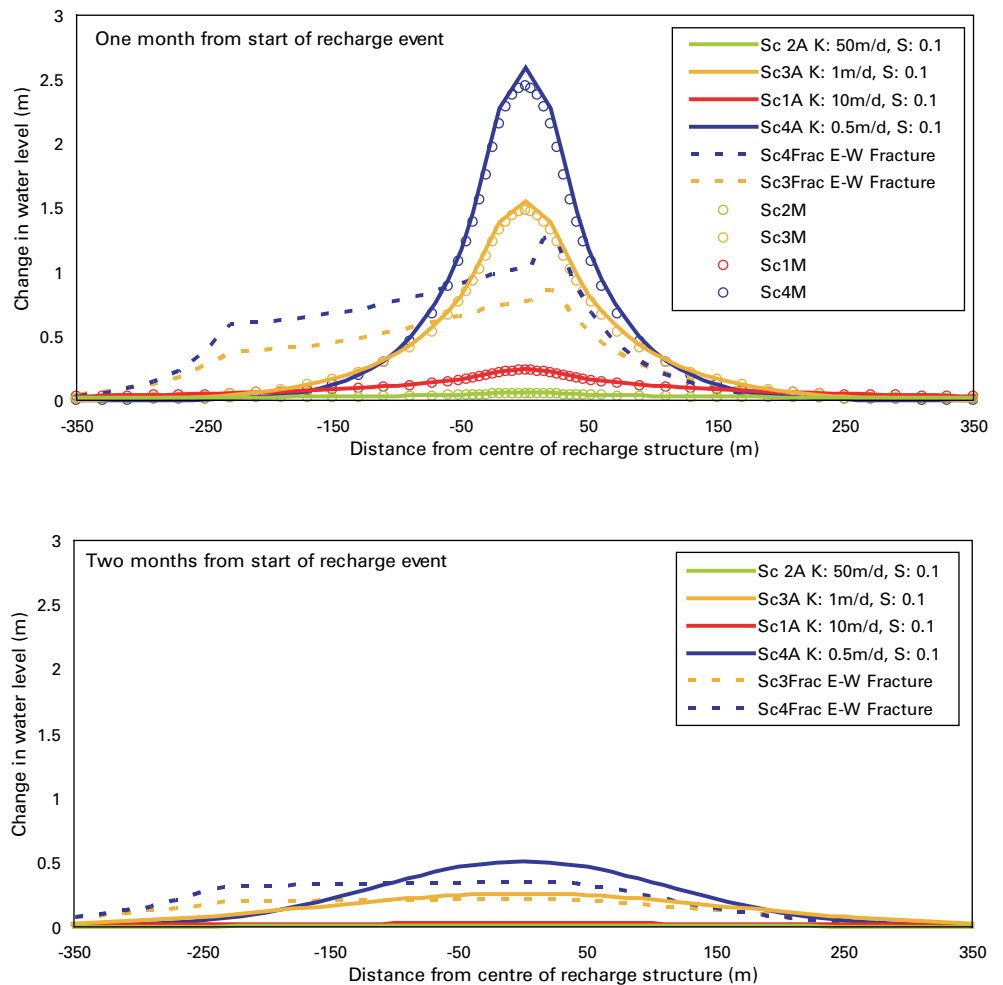 3
One month from start of recharge event
Sc 2A K: 50m/d, S: 0.1
Sc3A K: 1m/d, S: 0.1
Sc1A K: 10m/d, S: 0.1
Sc4A K: 0.5m/d, S: 0.1
Sc4Frac E-W Fracture
Sc3Frac E-W Fracture
Sc2M
Sc3M
Sc1M
Sc4M
2.5
2
1.5
1
0.5
0
Change in water level (m)
-350 -250 -150 -50 50 150 250 350
Distance from centre of recharge structure (m)
3
Two months from start of recharge event
Sc 2A K: 50m/d, S: 0.1
Sc3A K: 1m/d, S: 0.1
Sc1A K: 10m/d, S: 0.1
Sc4A K: 0.5m/d, S: 0.1
Sc3Frac E-W Fracture
Sc4Frac E-W Fracture
2.5
2
1.5
1
0.5
0
Change in water level (m)
-350 -250 -150 -50 50 150 250 350
Distance from centre of recharge structure (m)